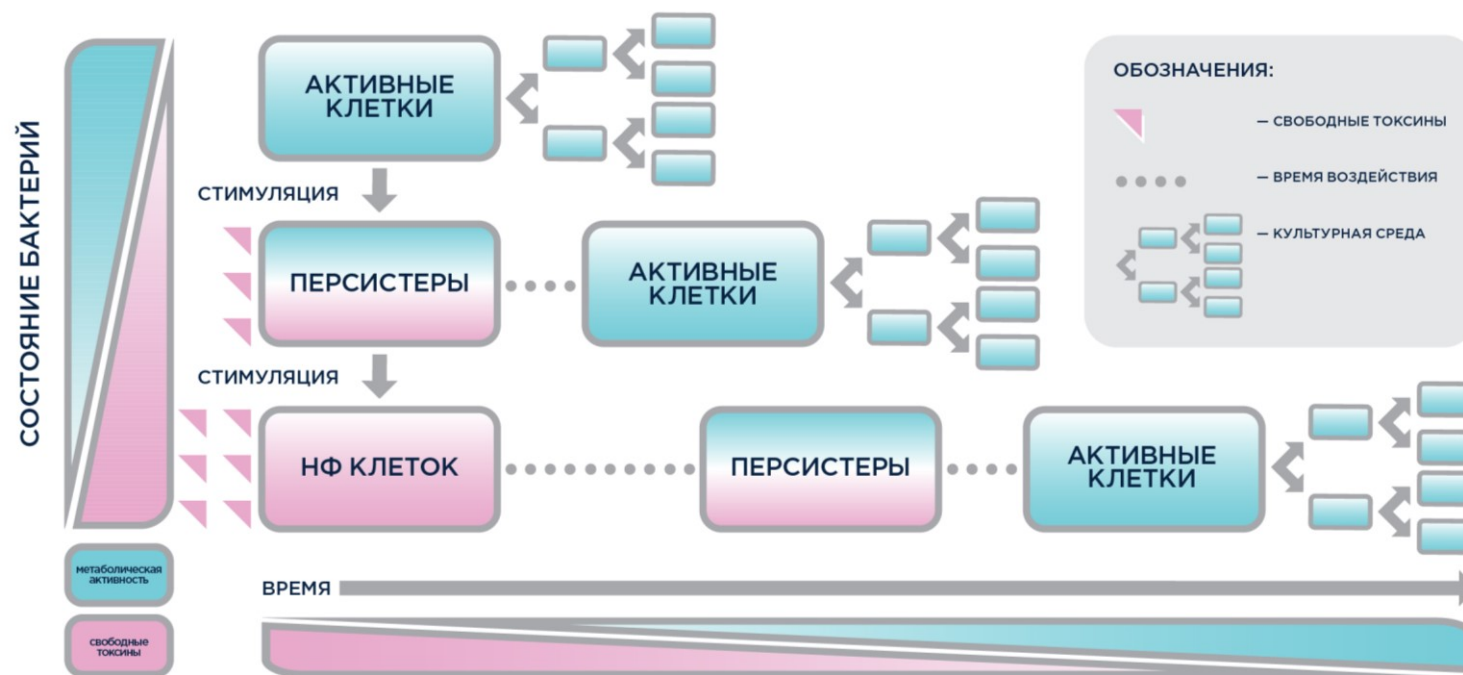 СОСТОЯНИЕ БАКТЕРИЙ
АКТИВНЫЕ
КЛЕТКИ
ОБОЗНАЧЕНИЯ:
— СВОБОДНЫЕ ТОКСИНЫ
— ВРЕМЯ ВОЗДЕЙСТВИЯ
— КУЛЬТУРНАЯ СРЕДА
СТИМУЛЯЦИЯ
ПЕРСИСТЕРЫ
АКТИВНЫЕ
КЛЕТКИ
СТИМУЛЯЦИЯ
НФ КЛЕТОК
ПЕРСИСТЕРЫ
АКТИВНЫЕ
КЛЕТКИ
метаболическая
активность
ВРЕМЯ
свободные
токсины